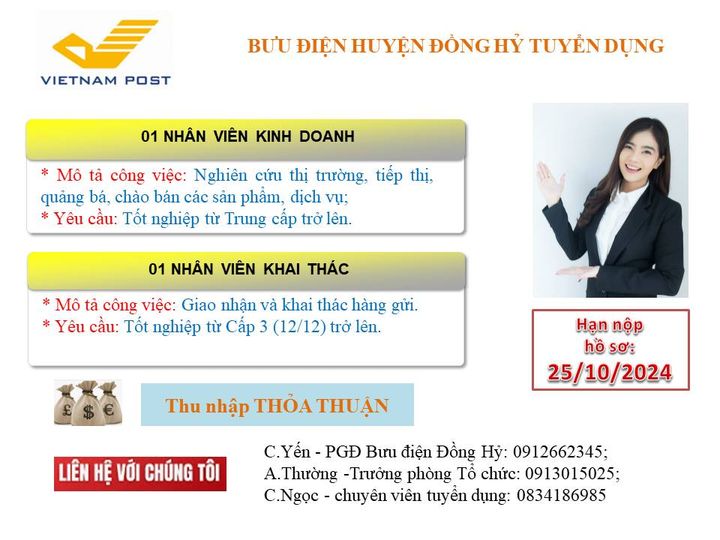 VIETNAM POST
BƯU ĐIỆN HUYỆN ĐỒNG HỶ TUYỂN DỤNG
01 NHÂN VIÊN KINH DOANH
* Mô tả công việc: Nghiên cứu thị trường, tiếp thị,
quảng bá, chào bán các sản phẩm, dịch vụ;
* Yêu cầu: Tốt nghiệp từ Trung cấp trở lên.
01 NHÂN VIÊN KHAI THÁC
* Mô tả công việc: Giao nhận và khai thác hàng gửi.
* Yêu cầu: Tốt nghiệp từ Cấp 3 (12/12) trở lên.
Hạn nộp
hồ sơ:
25/10/2024
£ $ €
Thu nhập THỎA THUẬN
LIÊN HỆ VỚI CHÚNG TÔI
C.Yến - PGĐ Bưu điện Đồng Hỷ: 0912662345;
A.Thường -Trưởng phòng Tổ chức: 0913015025;
C.Ngọc - chuyên viên tuyển dụng: 0834186985